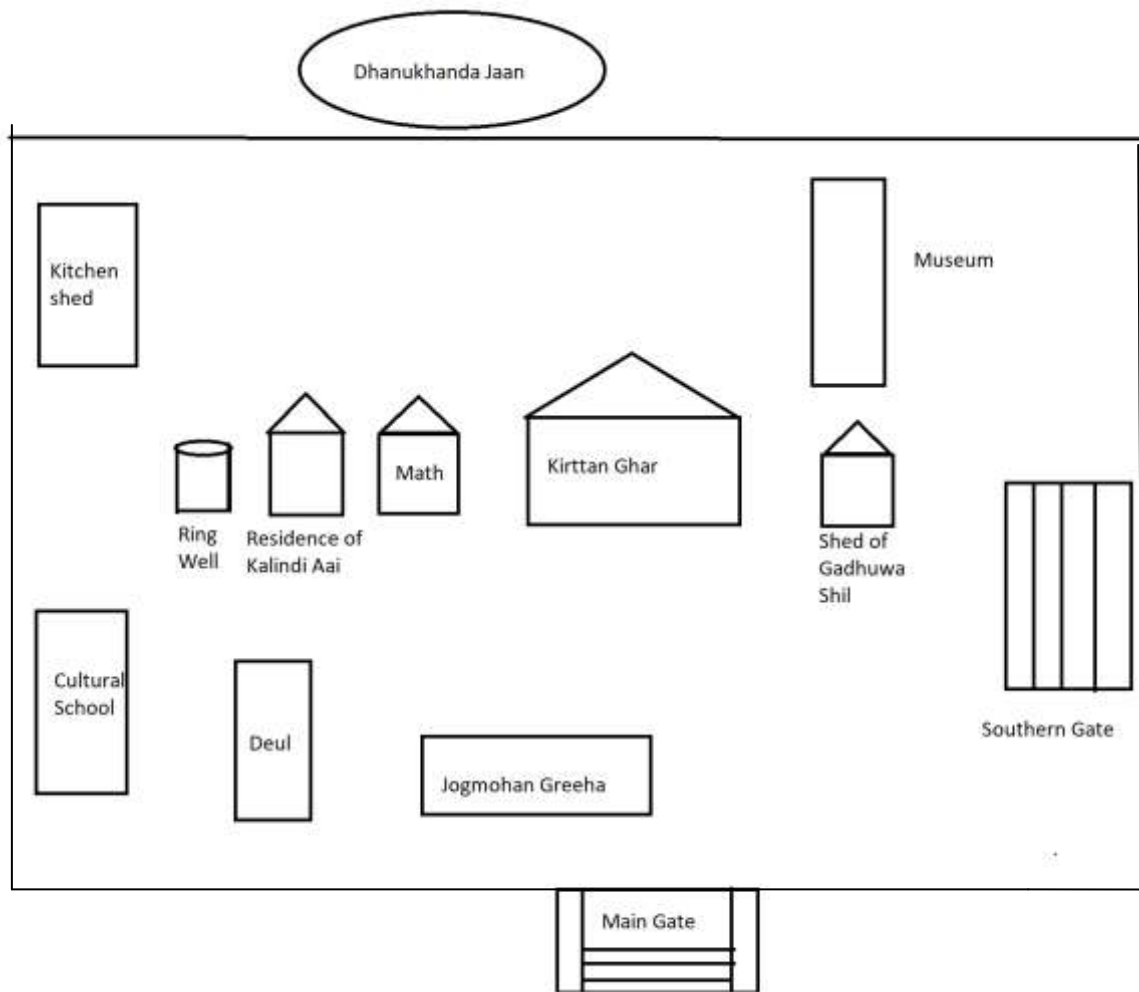 Dhanukhanda Jaan
Museum
Kitchen
shed
Kirttan Ghar
Math
Ring
Well
Residence of
Kalindi Aai
Shed of
Gadhuwa
Shil
Cultural
School
Southern Gate
Deul
Jogmohan Greeha
Main Gate